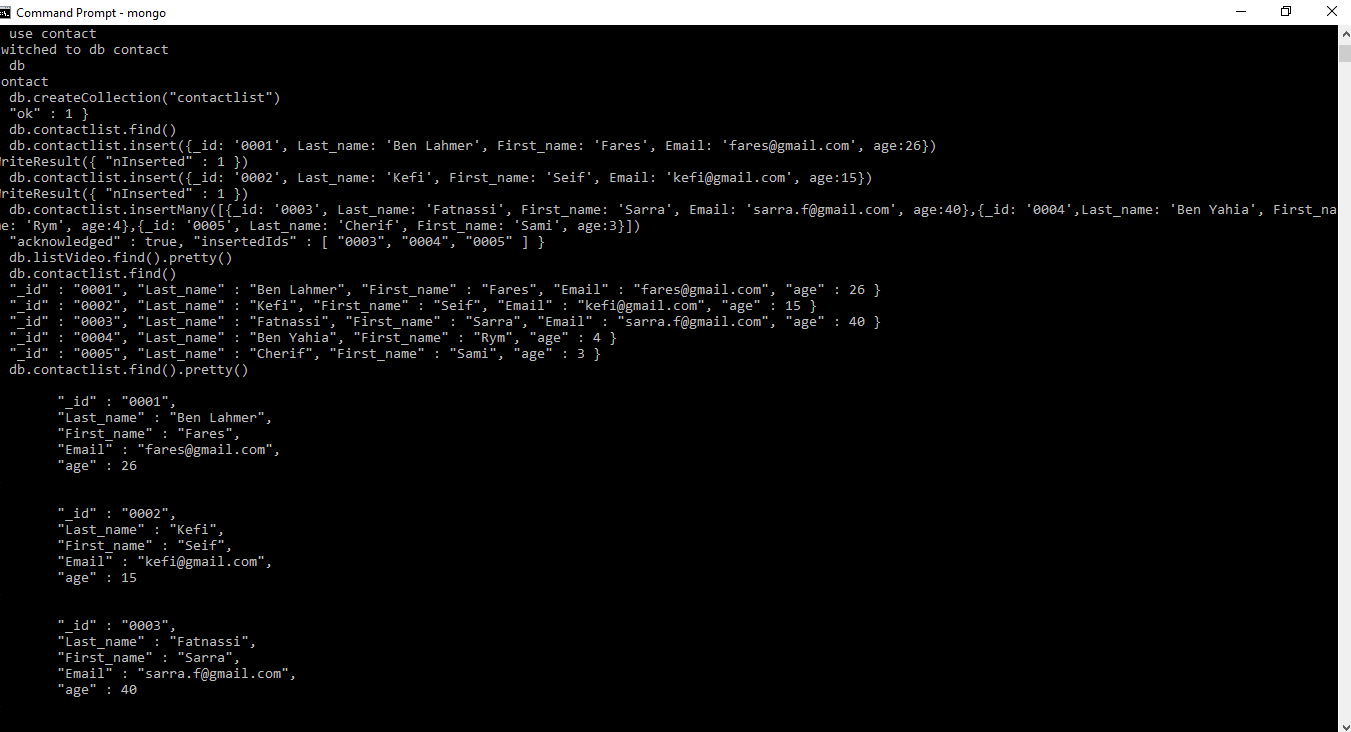 Command Prompt - mongo
use contact
witched to db contact
db
ontact
db.createCollection("contactlist")
"ok" : 1 }
db.contactlist.find()
db.contactlist.insert({_id: '0001', Last_name: 'Ben Lahmer', First_name: 'Fares', Email: 'fares@gmail.com', age:26})
riteResult({ "nInserted" : 1 })
db.contactlist.insert({_id: '0002', Last_name: 'Kefi', First_name: 'Seif', Email: 'kefi@gmail.com', age:15})
riteResult({ "nInserted" : 1 })
db.contactlist.insertMany([{_id: '0003', Last_name: 'Fatnassi', First_name: 'Sarra', Email: 'sarra.f@gmail.com', age:40},{_id: '0004',Last_name: 'Ben Yahia', First_na
e: 'Rym', age:4},{_id: '0005', Last_name: 'Cherif', First_name: 'Sami', age:3}])
"acknowledged" : true, "insertedIds" : [ "0003", "0004", "0005" ] }
db.listVideo.find().pretty()
db.contactlist.find()
"_id" : "0001", "Last_name" : "Ben Lahmer", "First_name" : "Fares", "Email" : "fares@gmail.com", "age" : 26 }
"_id" : "0002", "Last_name" : "Kefi", "First_name" : "Seif", "Email" : "kefi@gmail.com", "age" : 15 }
"_id" : "0003", "Last_name" : "Fatnassi", "First_name" : "Sarra", "Email" : "sarra.f@gmail.com", "age" : 40 }
"_id" : "0004", "Last_name" : "Ben Yahia", "First_name" : "Rym", "age" : 4 }
"_id" : "0005", "Last_name" : "Cherif", "First_name" : "Sami", "age" : 3 }
db.contactlist.find().pretty()
"_id" : "0001",
"Last_name" : "Ben Lahmer",
"First_name" : "Fares",
"Email" : "fares@gmail.com",
"age" : 26
"_id" : "0002",
"Last_name" : "Kefi",
"First_name" : "Seif",
"Email" : "kefi@gmail.com",
"age" : 15
"_id" : "0003",
"Last_name" : "Fatnassi",
"First_name" : "Sarra",
"Email" : "sarra.f@gmail.com",
"age" : 40